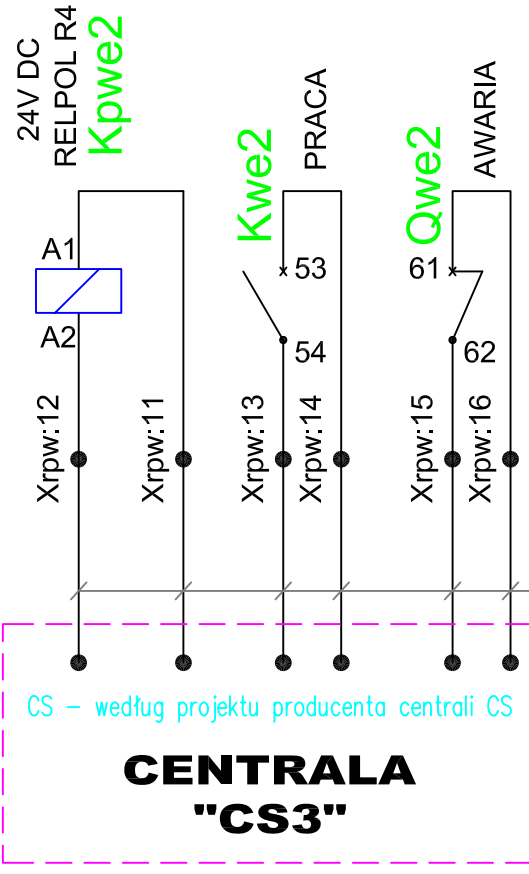 24V DC
RELPOL R4
Kpwe2
Kwe2
PRACA
Qwe2
AWARIA
A1
A2
53
54
61
62
Xrpw:12
Xrpw:11
Xrpw:13
Xrpw:14
Xrpw:15
Xrpw:16
CS – według projektu producenta centrali CS
CENTRALA
"CS3"